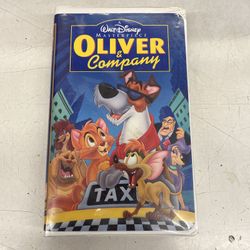 Walt Disney
MASTERPIECE
OLIVER
&
Company
TAXI